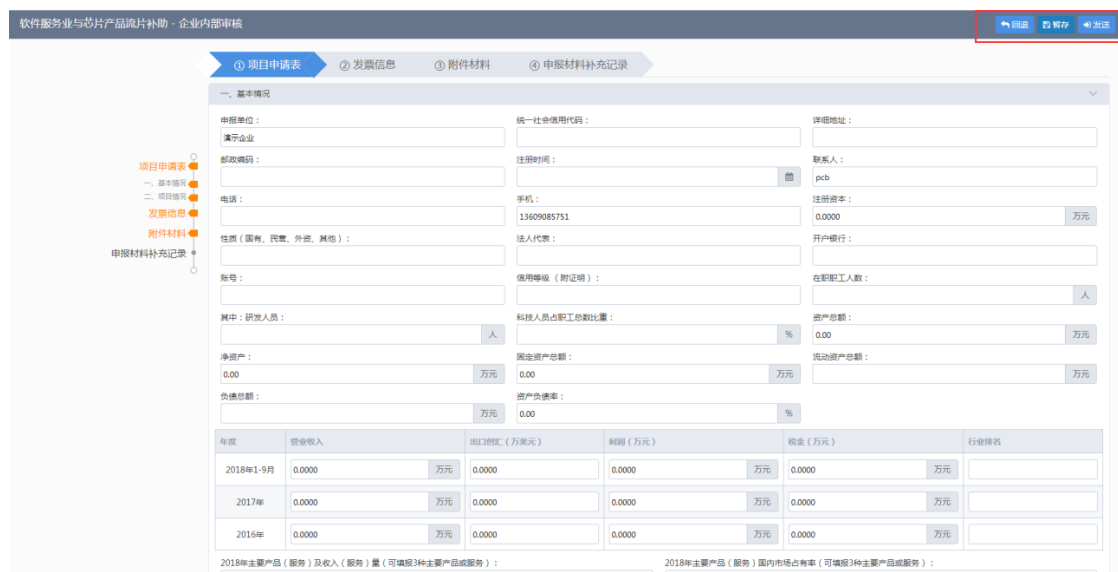 软件服务业与芯片产品流片补助 - 企业内部审核
回退 暂存 发送
① 项目申请表 ② 发票信息 ③ 附件材料 ④ 申报材料补充记录
一、基本情况
申报单位： 统一社会信用代码： 详细地址：
演示企业
项目申请表
一、基本情况
二、项目情况
发票信息
附件材料
申报材料补充记录
邮政编码： 注册时间： 联系人：
pcb
电话： 手机： 注册资本：
13609085751 0.0000 万元
性质（国有、民营、外资、其他）： 法人代表： 开户银行：
账号： 信用等级 （附证明）： 在职职工人数：
人
其中：研发人员： 科技人员占职工总数比重： 资产总额：
人 % 0.00 万元
净资产： 固定资产总额： 流动资产总额：
0.00 万元 0.00 万元 万元
负债总额： 资产负债率：
万元 0.00 %
年度 营业收入 出口创汇（万美元） 利润（万元） 税金（万元） 行业排名
2018年1-9月 0.0000 万元 0.0000 0.0000 万元 0.0000 万元
2017年 0.0000 万元 0.0000 0.0000 万元 0.0000 万元
2016年 0.0000 万元 0.0000 0.0000 万元 0.0000 万元
2018年主要产品（服务）及收入（服务）量（可填报3种主要产品或服务）： 2018年主要产品（服务）国内市场占有率（可填报3种主要产品或服务）：